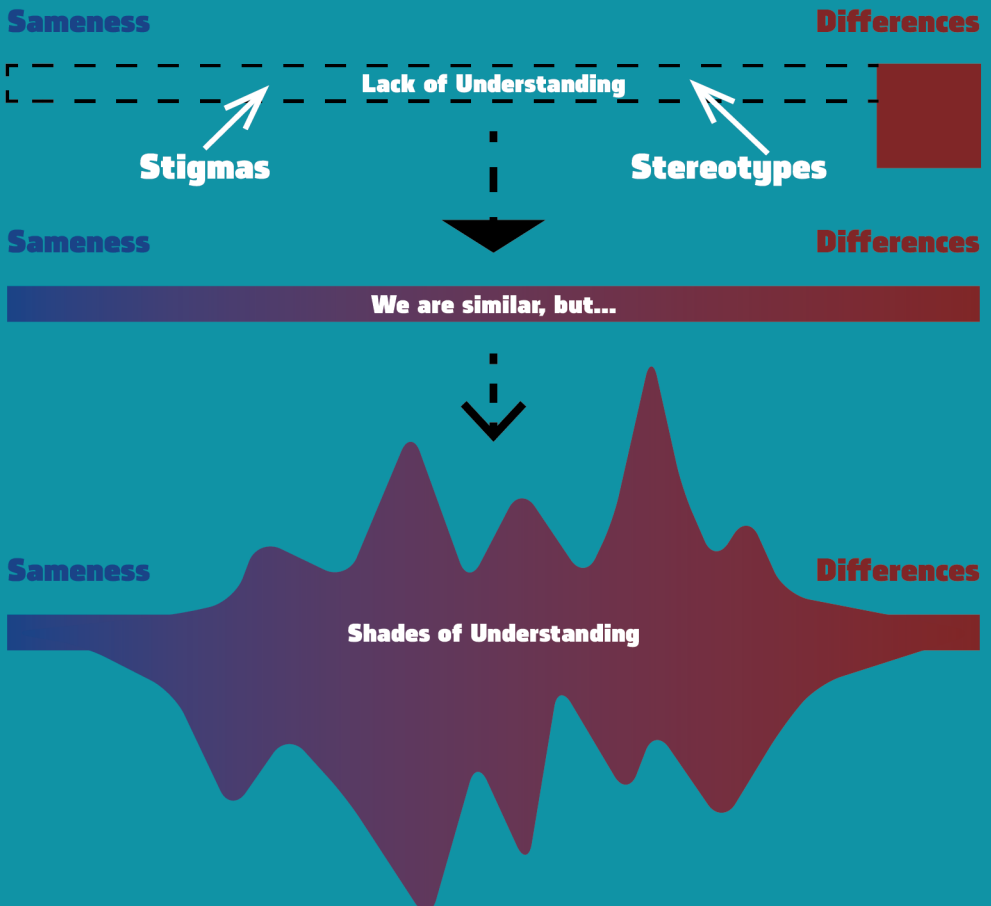 Sameness
Differences
Lack of Understanding
Stigmas
Stereotypes
Sameness
Differences
We are similar, but...
Sameness
Differences
Shades of Understanding